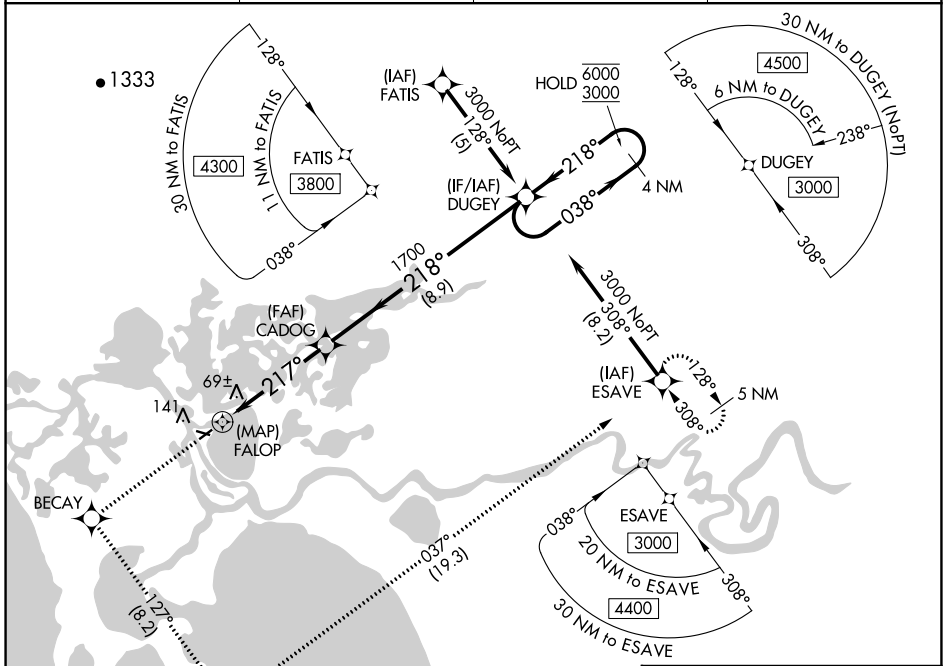 1333
128°
30 NM to FATIS
4300
11 NM to FATIS
FATIS
3800
038°
(IAF)
FATIS
3000 NoPT
128°
(5)
HOLD
6000
3000
218°
038°
4 NM
(IF/IAF)
DUGEY
30 NM to DUGEY (NoPT)
4500
128°
6 NM to DUGEY
238°
DUGEY
3000
308°
1700
218°
(8.9)
(FAF)
CADOG
217°
69±
141
(MAP)
FALOP
BECAY
3000 NoPT
308°
(8.2)
(IAF)
ESAVE
128°
308°
5 NM
037°
(19.3)
127°
(8.2)
038°
ESAVE
3000
20 NM to ESAVE
308°
4400
30 NM to ESAVE